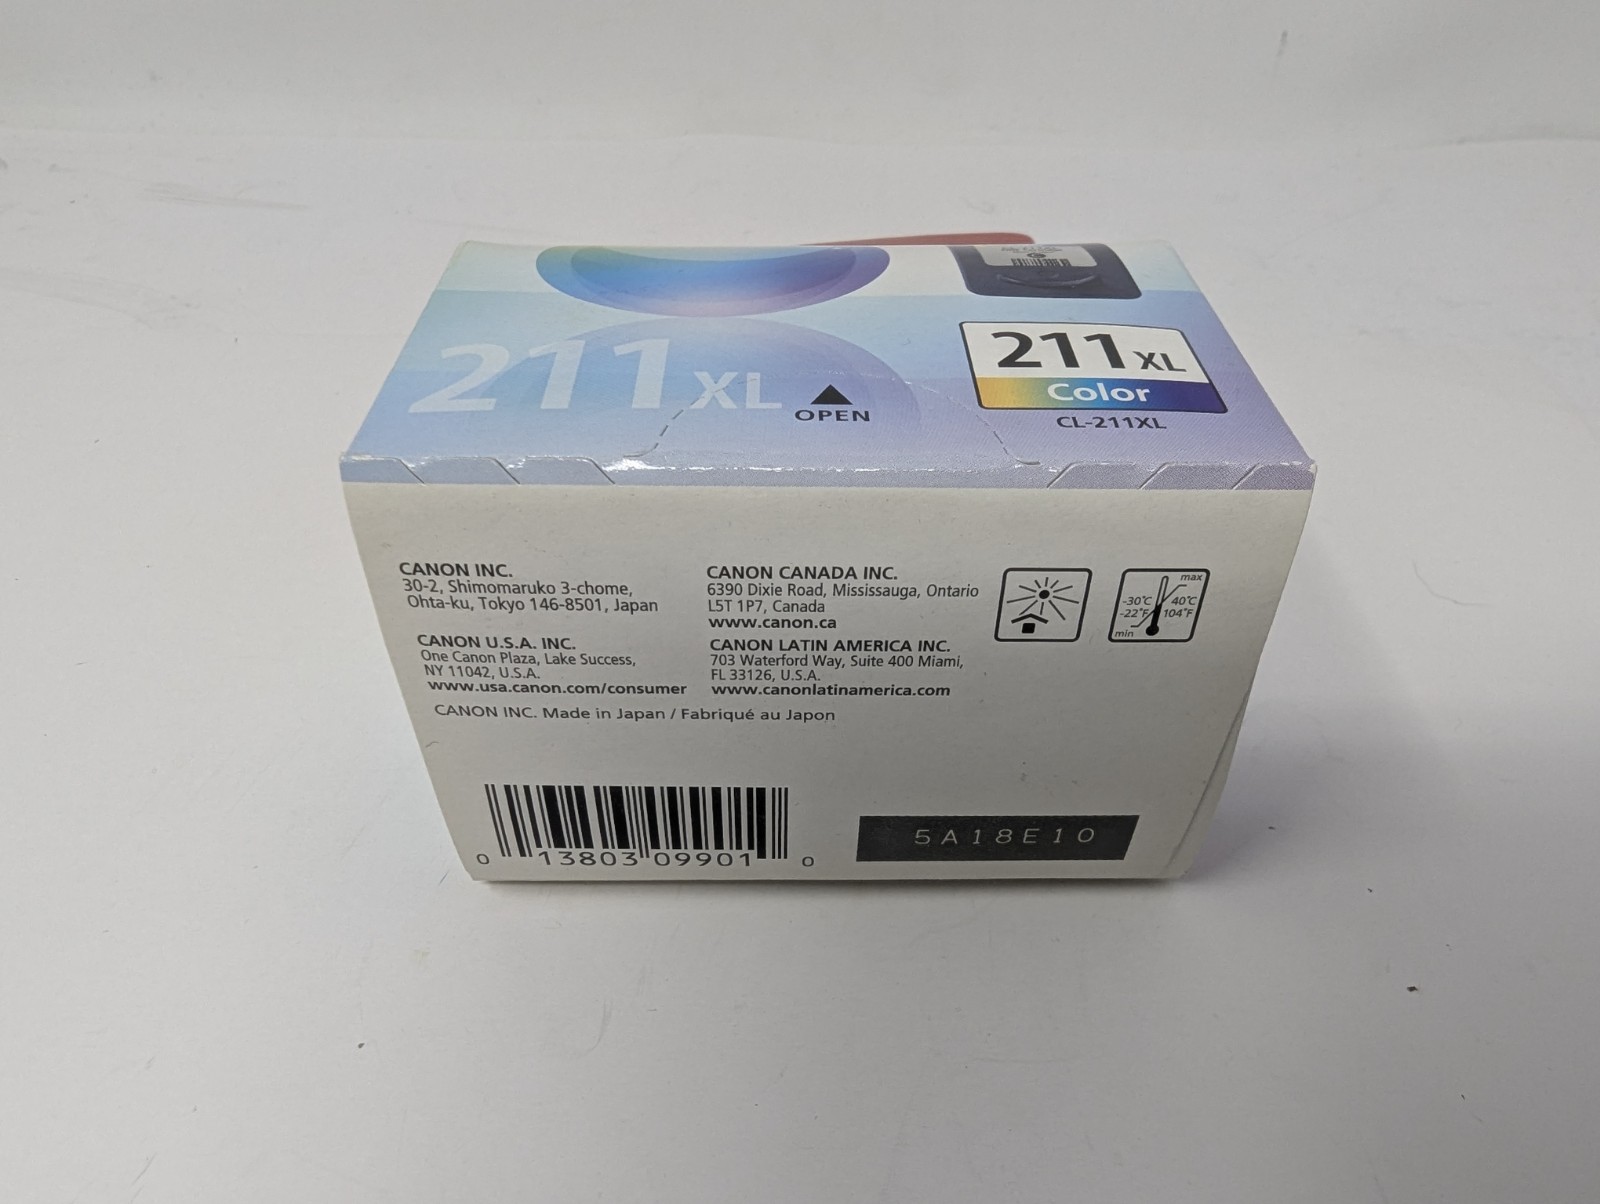 211XL
OPEN
211XL
Color
CL-211XL
CANON INC.
30-2, Shimomaruko 3-chome,
Ohta-ku, Tokyo 146-8501, Japan
CANON U.S.A. INC.
One Canon Plaza, Lake Success,
NY 11042, U.S.A.
www.usa.canon.com/consumer
CANON CANADA INC.
6390 Dixie Road, Mississauga, Ontario
L5T 1P7, Canada
www.canon.ca
CANON LATIN AMERICA INC.
703 Waterford Way, Suite 400 Miami,
FL 33126, U.S.A.
www.canonlatinamerica.com
CANON INC. Made in Japan / Fabriqué au Japon
max
-30°C 40°C
-22°F 104°F
min
0 13803 09901 0
5A18E10